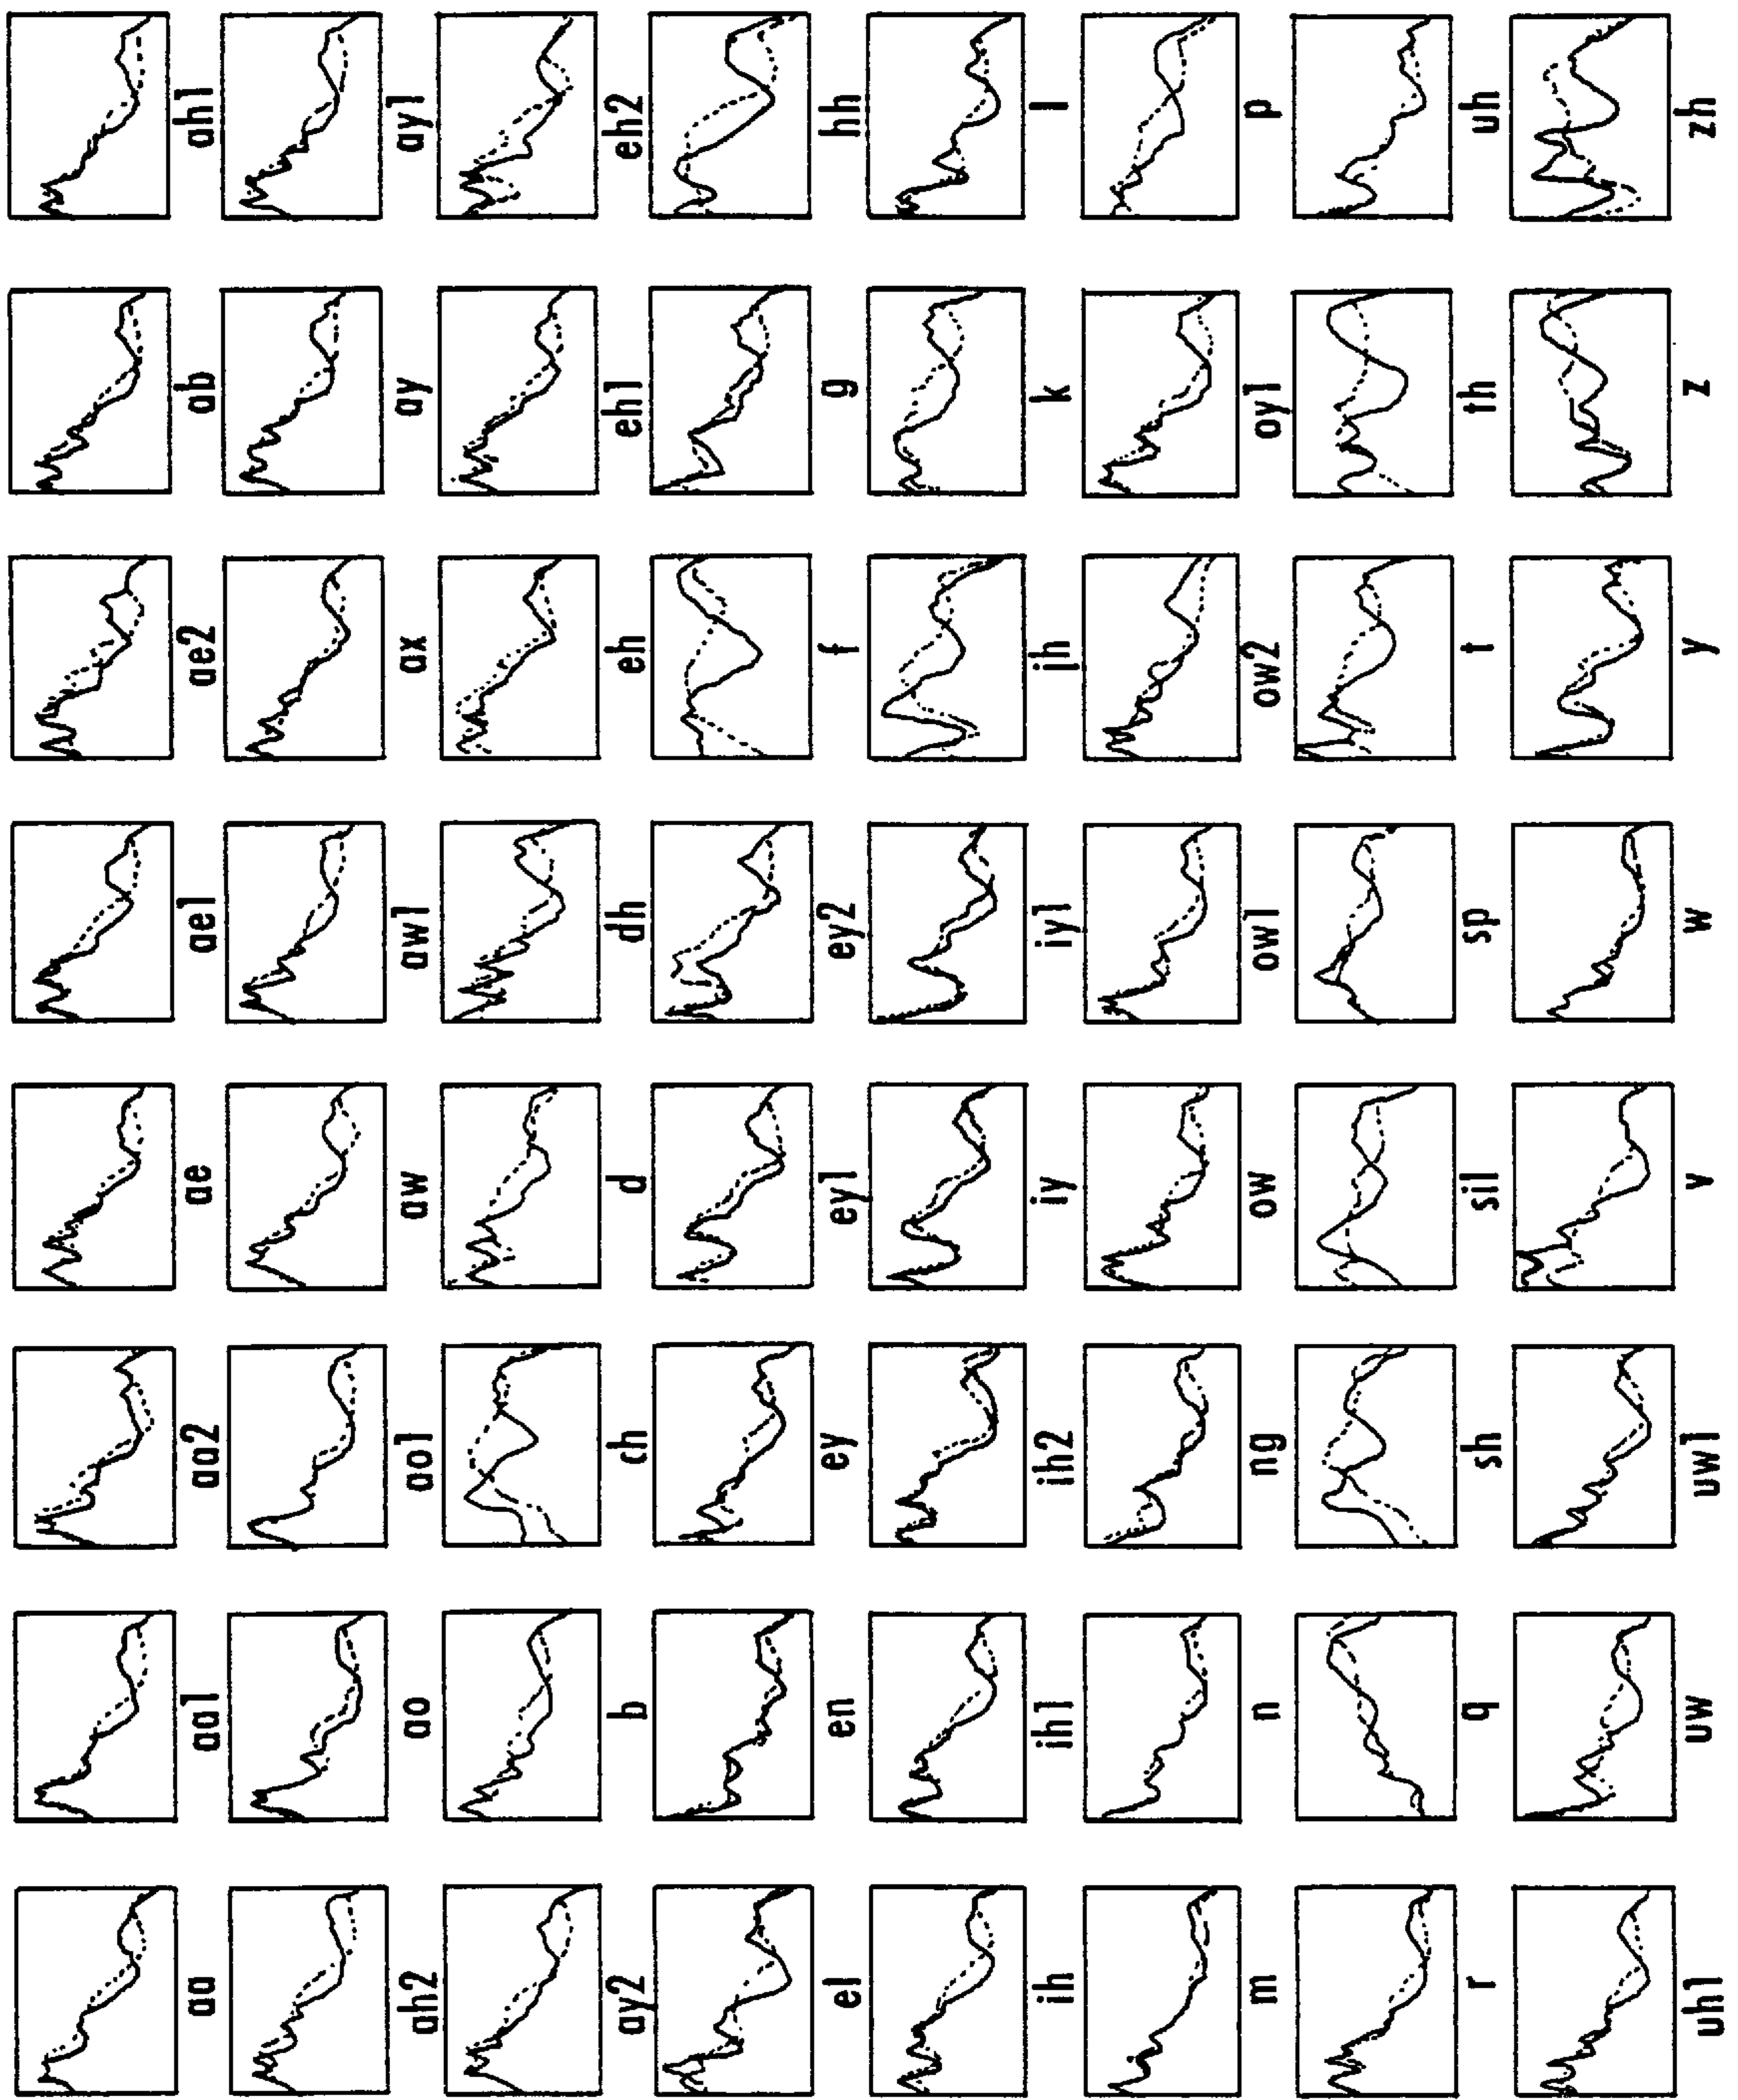 aa aa1 aa2 ae ae1 ae2 ab ah1
ah2 ao ao1 aw aw1 ax ay ay1
ay2 b ch d dh eh eh1 eh2
el en ey ey1 ey2 f g hh
ih ih1 ih2 iy iy1 jh k l
m n ng ow ow1 ow2 oy1 p
r q sh sil sp t th uh
uh1 uw uw1 v w y z zh